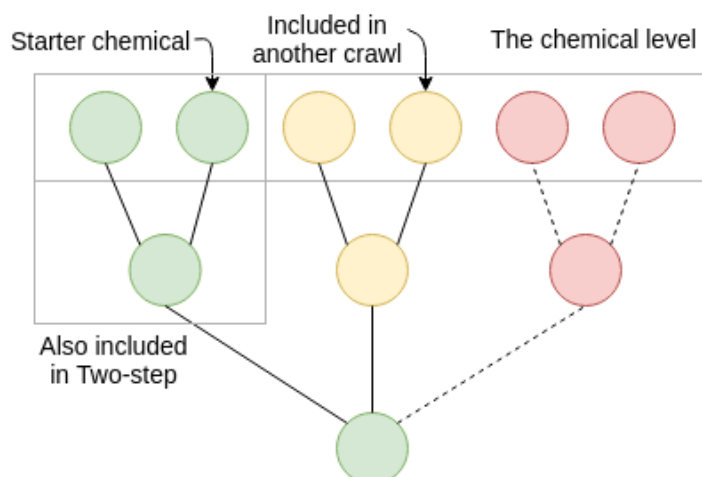 Starter chemical
Included in
another crawl
The chemical level
Also included
in Two-step